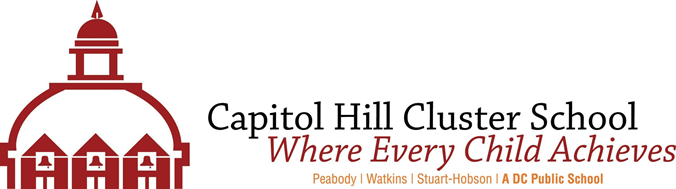 Capitol Hill Cluster School
Where Every Child Achieves
Peabody | Watkins | Stuart-Hobson | A DC Public School